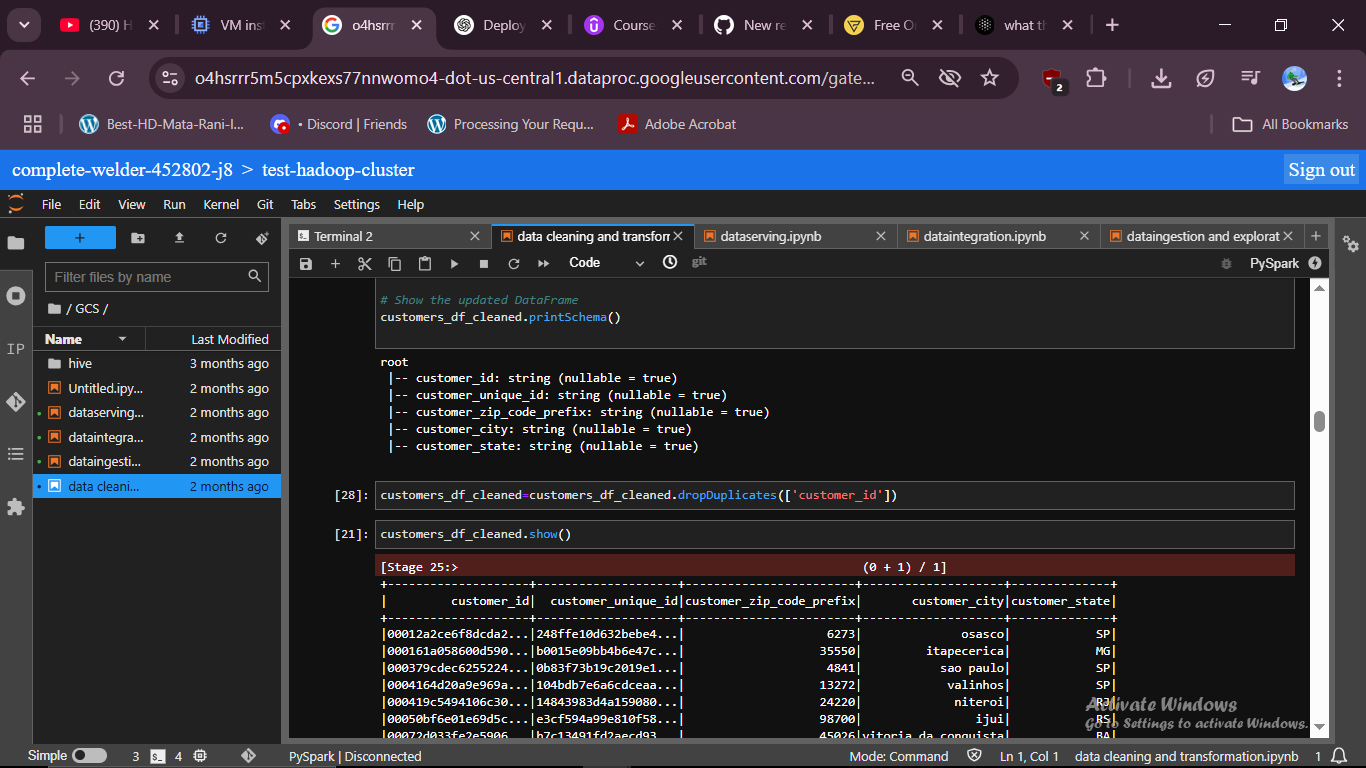 (390) H
VM ins
o4hsrrr
Deploy
Course
New re
Free O
what th
o4hsrrr5m5cpxkexs77nnwomo4-dot-us-central1.dataproc.googleusercontent.com/gate...
2
Best-HD-Mata-Rani-I...
• Discord | Friends
Processing Your Requ...
Adobe Acrobat
All Bookmarks
complete-welder-452802-j8 > test-hadoop-cluster
Sign out
File Edit View Run Kernel Git Tabs Settings Help
Terminal 2
data cleaning and transforr
dataserving.ipynb
dataintegration.ipynb
dataingestion and explorat
Code
git
PySpark
Filter files by name
/ GCS /
Name Last Modified
hive 3 months ago
Untitled.ipy... 2 months ago
dataserving... 2 months ago
dataintegra... 2 months ago
dataingesti... 2 months ago
data cleani... 2 months ago
IP
# Show the updated DataFrame
customers_df_cleaned.printSchema()
root
|-- customer_id: string (nullable = true)
|-- customer_unique_id: string (nullable = true)
|-- customer_zip_code_prefix: string (nullable = true)
|-- customer_city: string (nullable = true)
|-- customer_state: string (nullable = true)
[28]: customers_df_cleaned=customers_df_cleaned.dropDuplicates(['customer_id'])
[21]: customers_df_cleaned.show()
[Stage 25:> (0 + 1) / 1]
+--------------------+--------------------+------------------------+--------------------+--------------+
| customer_id| customer_unique_id|customer_zip_code_prefix| customer_city|customer_state|
+--------------------+--------------------+------------------------+--------------------+--------------+
|00012a2ce6f8dcda2...|248ffe10d632bebe4...| 6273| osasco| SP|
|000161a058600d590...|b0015e09bb4b6e47c...| 35550| itapecerica| MG|
|000379cdec6255224...|0b83f73b19c2019e1...| 4841| sao paulo| SP|
|0004164d20a9e969a...|104bdb7e6a6cdceaa...| 13272| valinhos| SP|
|000419c5494106c30...|14843983d4a159080...| 24220| niteroi| RJ|
|00050bf6e01e69d5c...|e3cf594a99e810f58...| 98700| ijui| RS|
|00072d033fe2e5906...|b7c13491fd2aecd93...| 45026|vitoria da conquista| BA|
Activate Windows
Go to Settings to activate Windows.
Simple
3
4
PySpark | Disconnected
Mode: Command
Ln 1, Col 1
data cleaning and transformation.ipynb
1